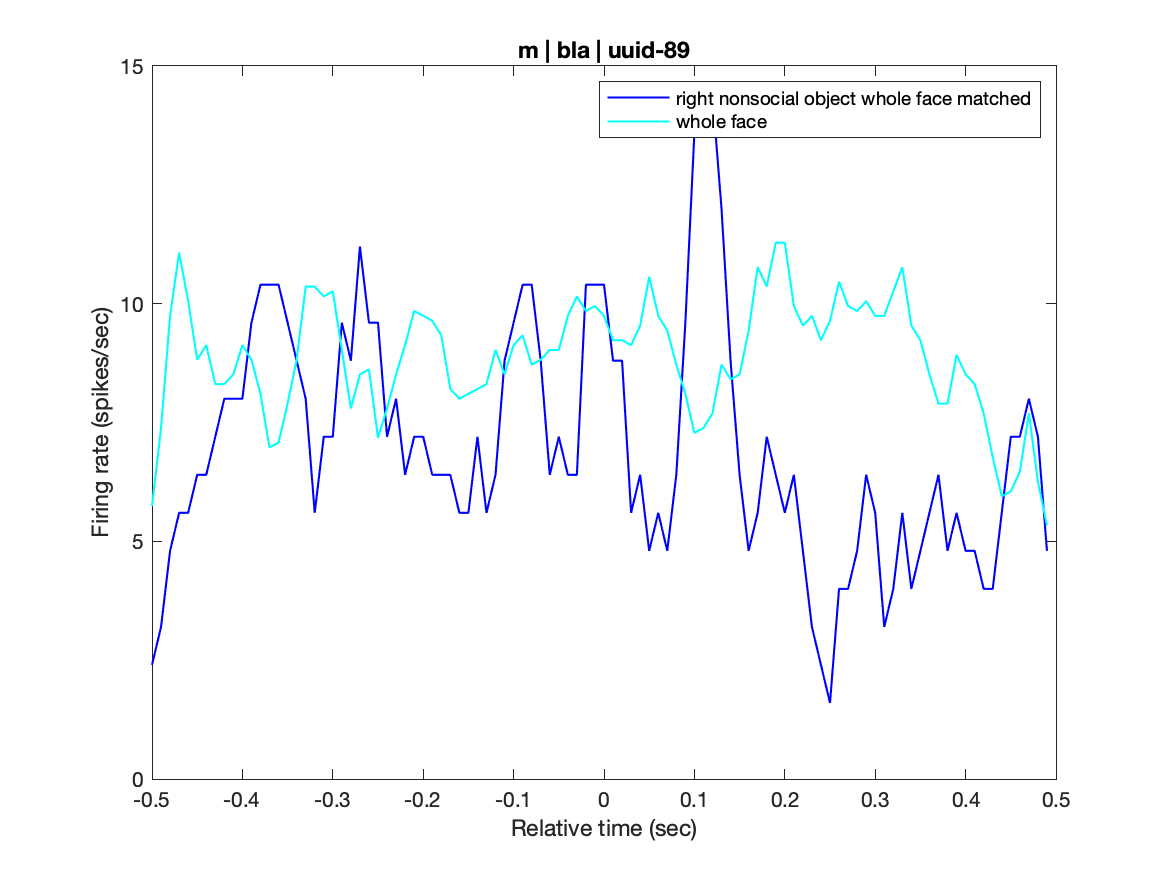 m | bla | uuid-89
right nonsocial object whole face matched
whole face
Firing rate (spikes/sec)
15
10
5
0
-0.5 -0.4 -0.3 -0.2 -0.1 0 0.1 0.2 0.3 0.4 0.5
Relative time (sec)